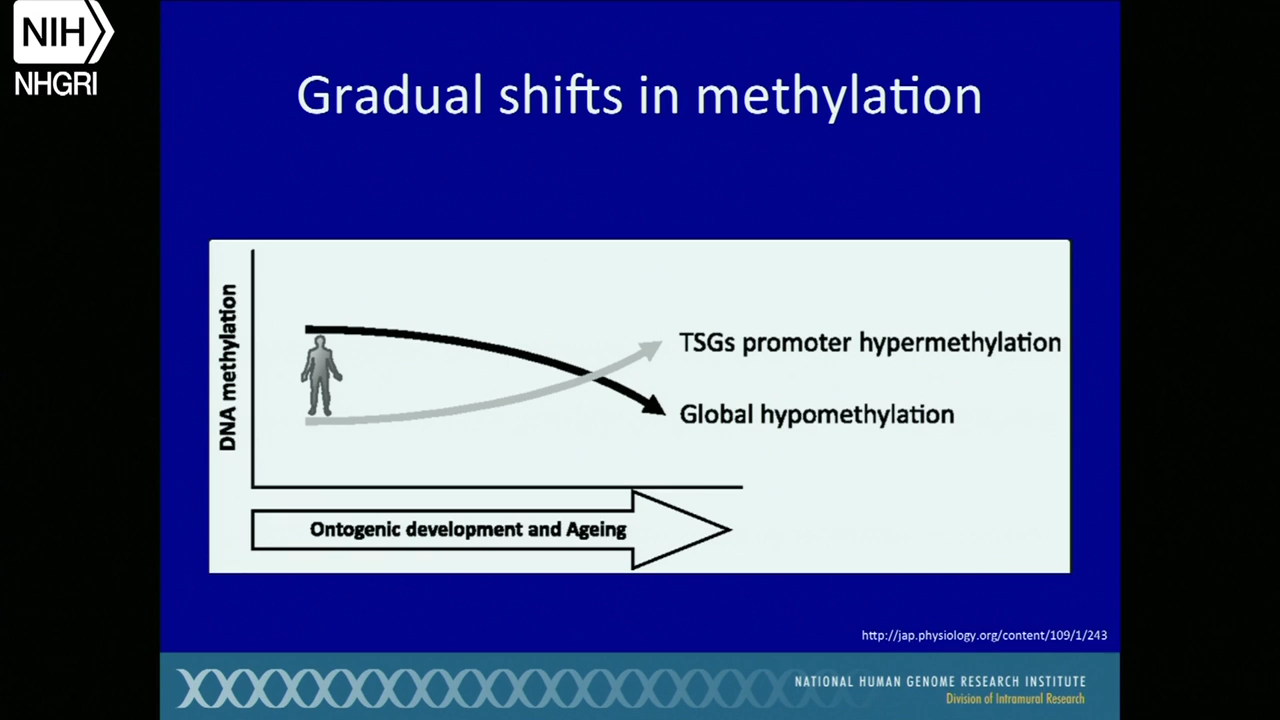 NIH
NHGRI
Gradual shifts in methylation
DNA methylation
TSGs promoter hypermethylation
Global hypomethylation
Ontogenic development and Ageing
http://jap.physiology.org/content/109/1/243
NATIONAL HUMAN GENOME RESEARCH INSTITUTE
Division of Intramural Research